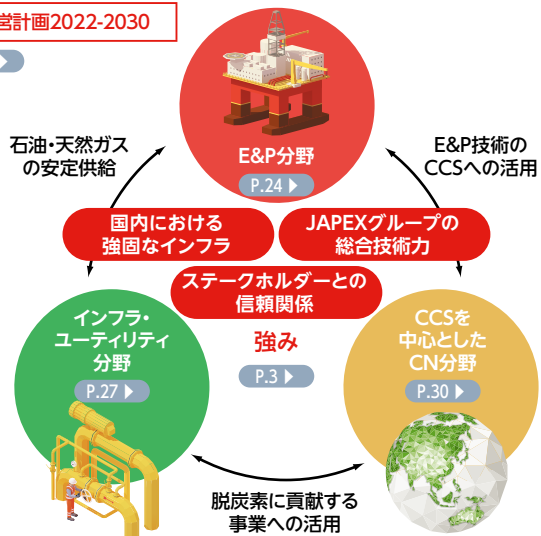 営計画2022-2030
石油・天然ガス
の安定供給
E&P技術の
CCSへの活用
E&P分野
P.24
国内における
強固なインフラ
JAPEXグループの
総合技術力
ステークホルダーとの
信頼関係
強み
P.3
インフラ・
ユーティリティ
分野
P.27
CCSを
中心とした
CN分野
P.30
脱炭素に貢献する
事業への活用